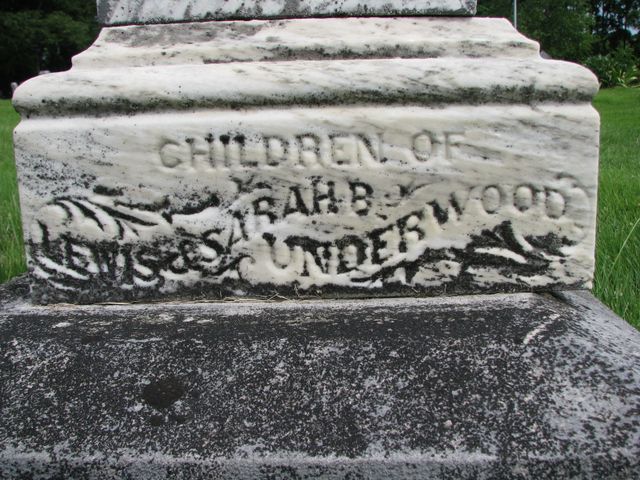 CHILDREN OF
LEWIS & SARAH B. UNDERWOOD